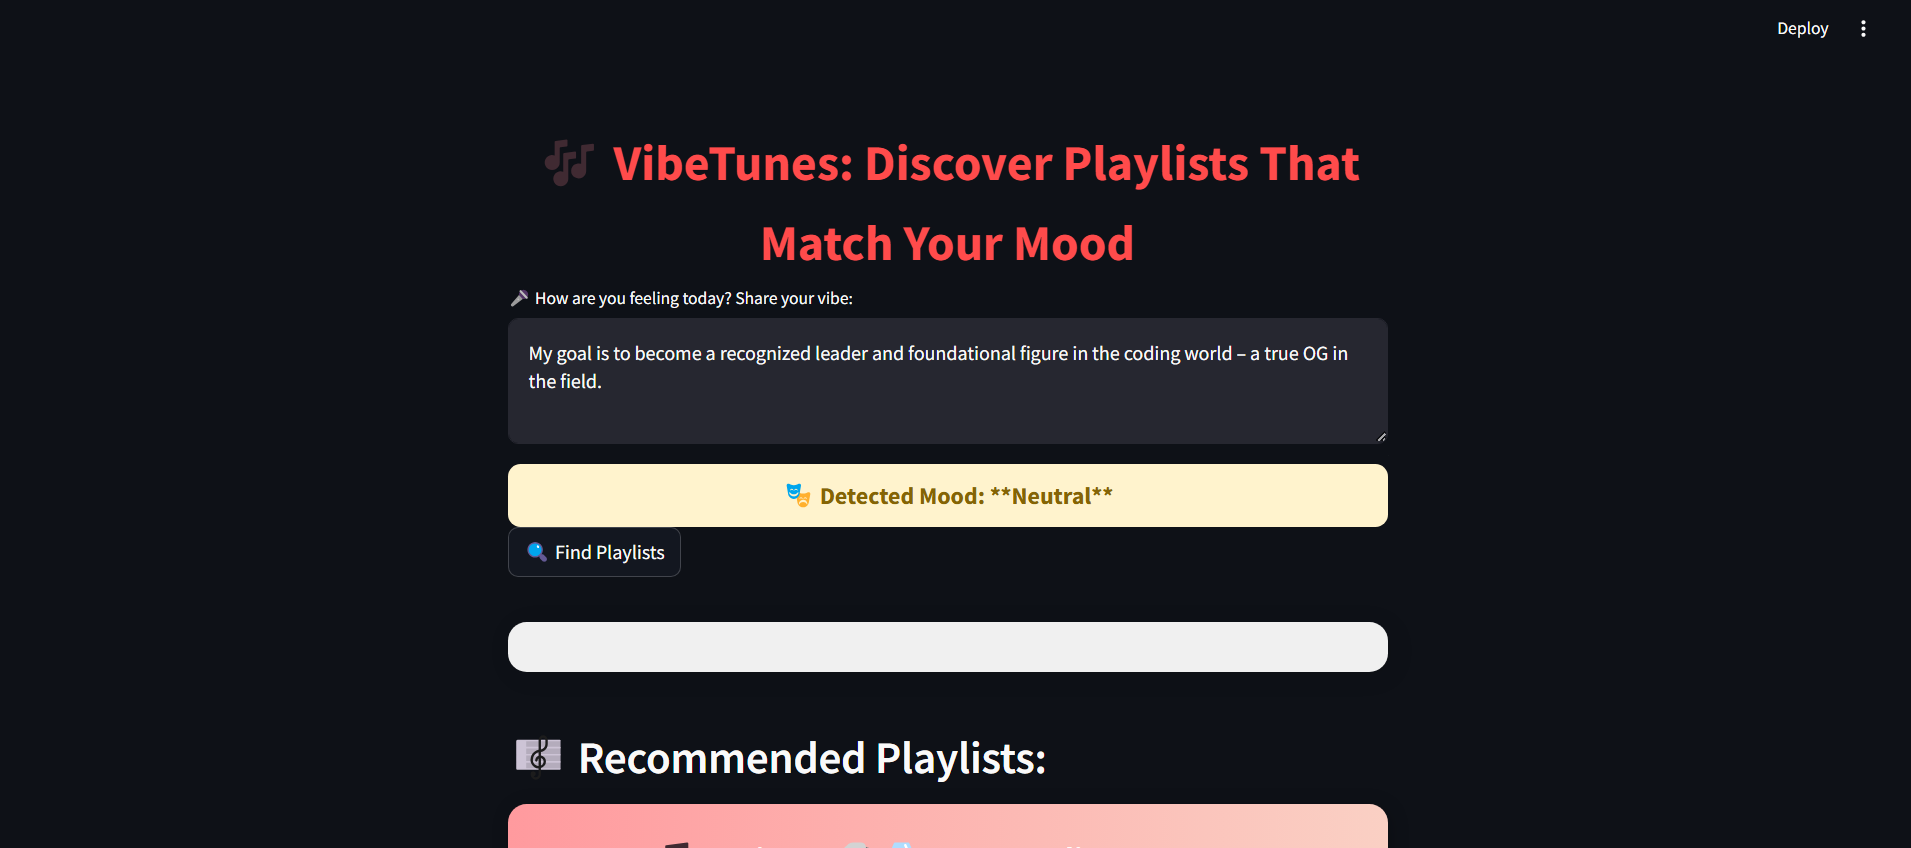 Deploy
🎶 VibeTunes: Discover Playlists That
Match Your Mood
🎤 How are you feeling today? Share your vibe:
My goal is to become a recognized leader and foundational figure in the coding world – a true OG in
the field.
🎭 Detected Mood: **Neutral**
🔍 Find Playlists
🎼 Recommended Playlists: